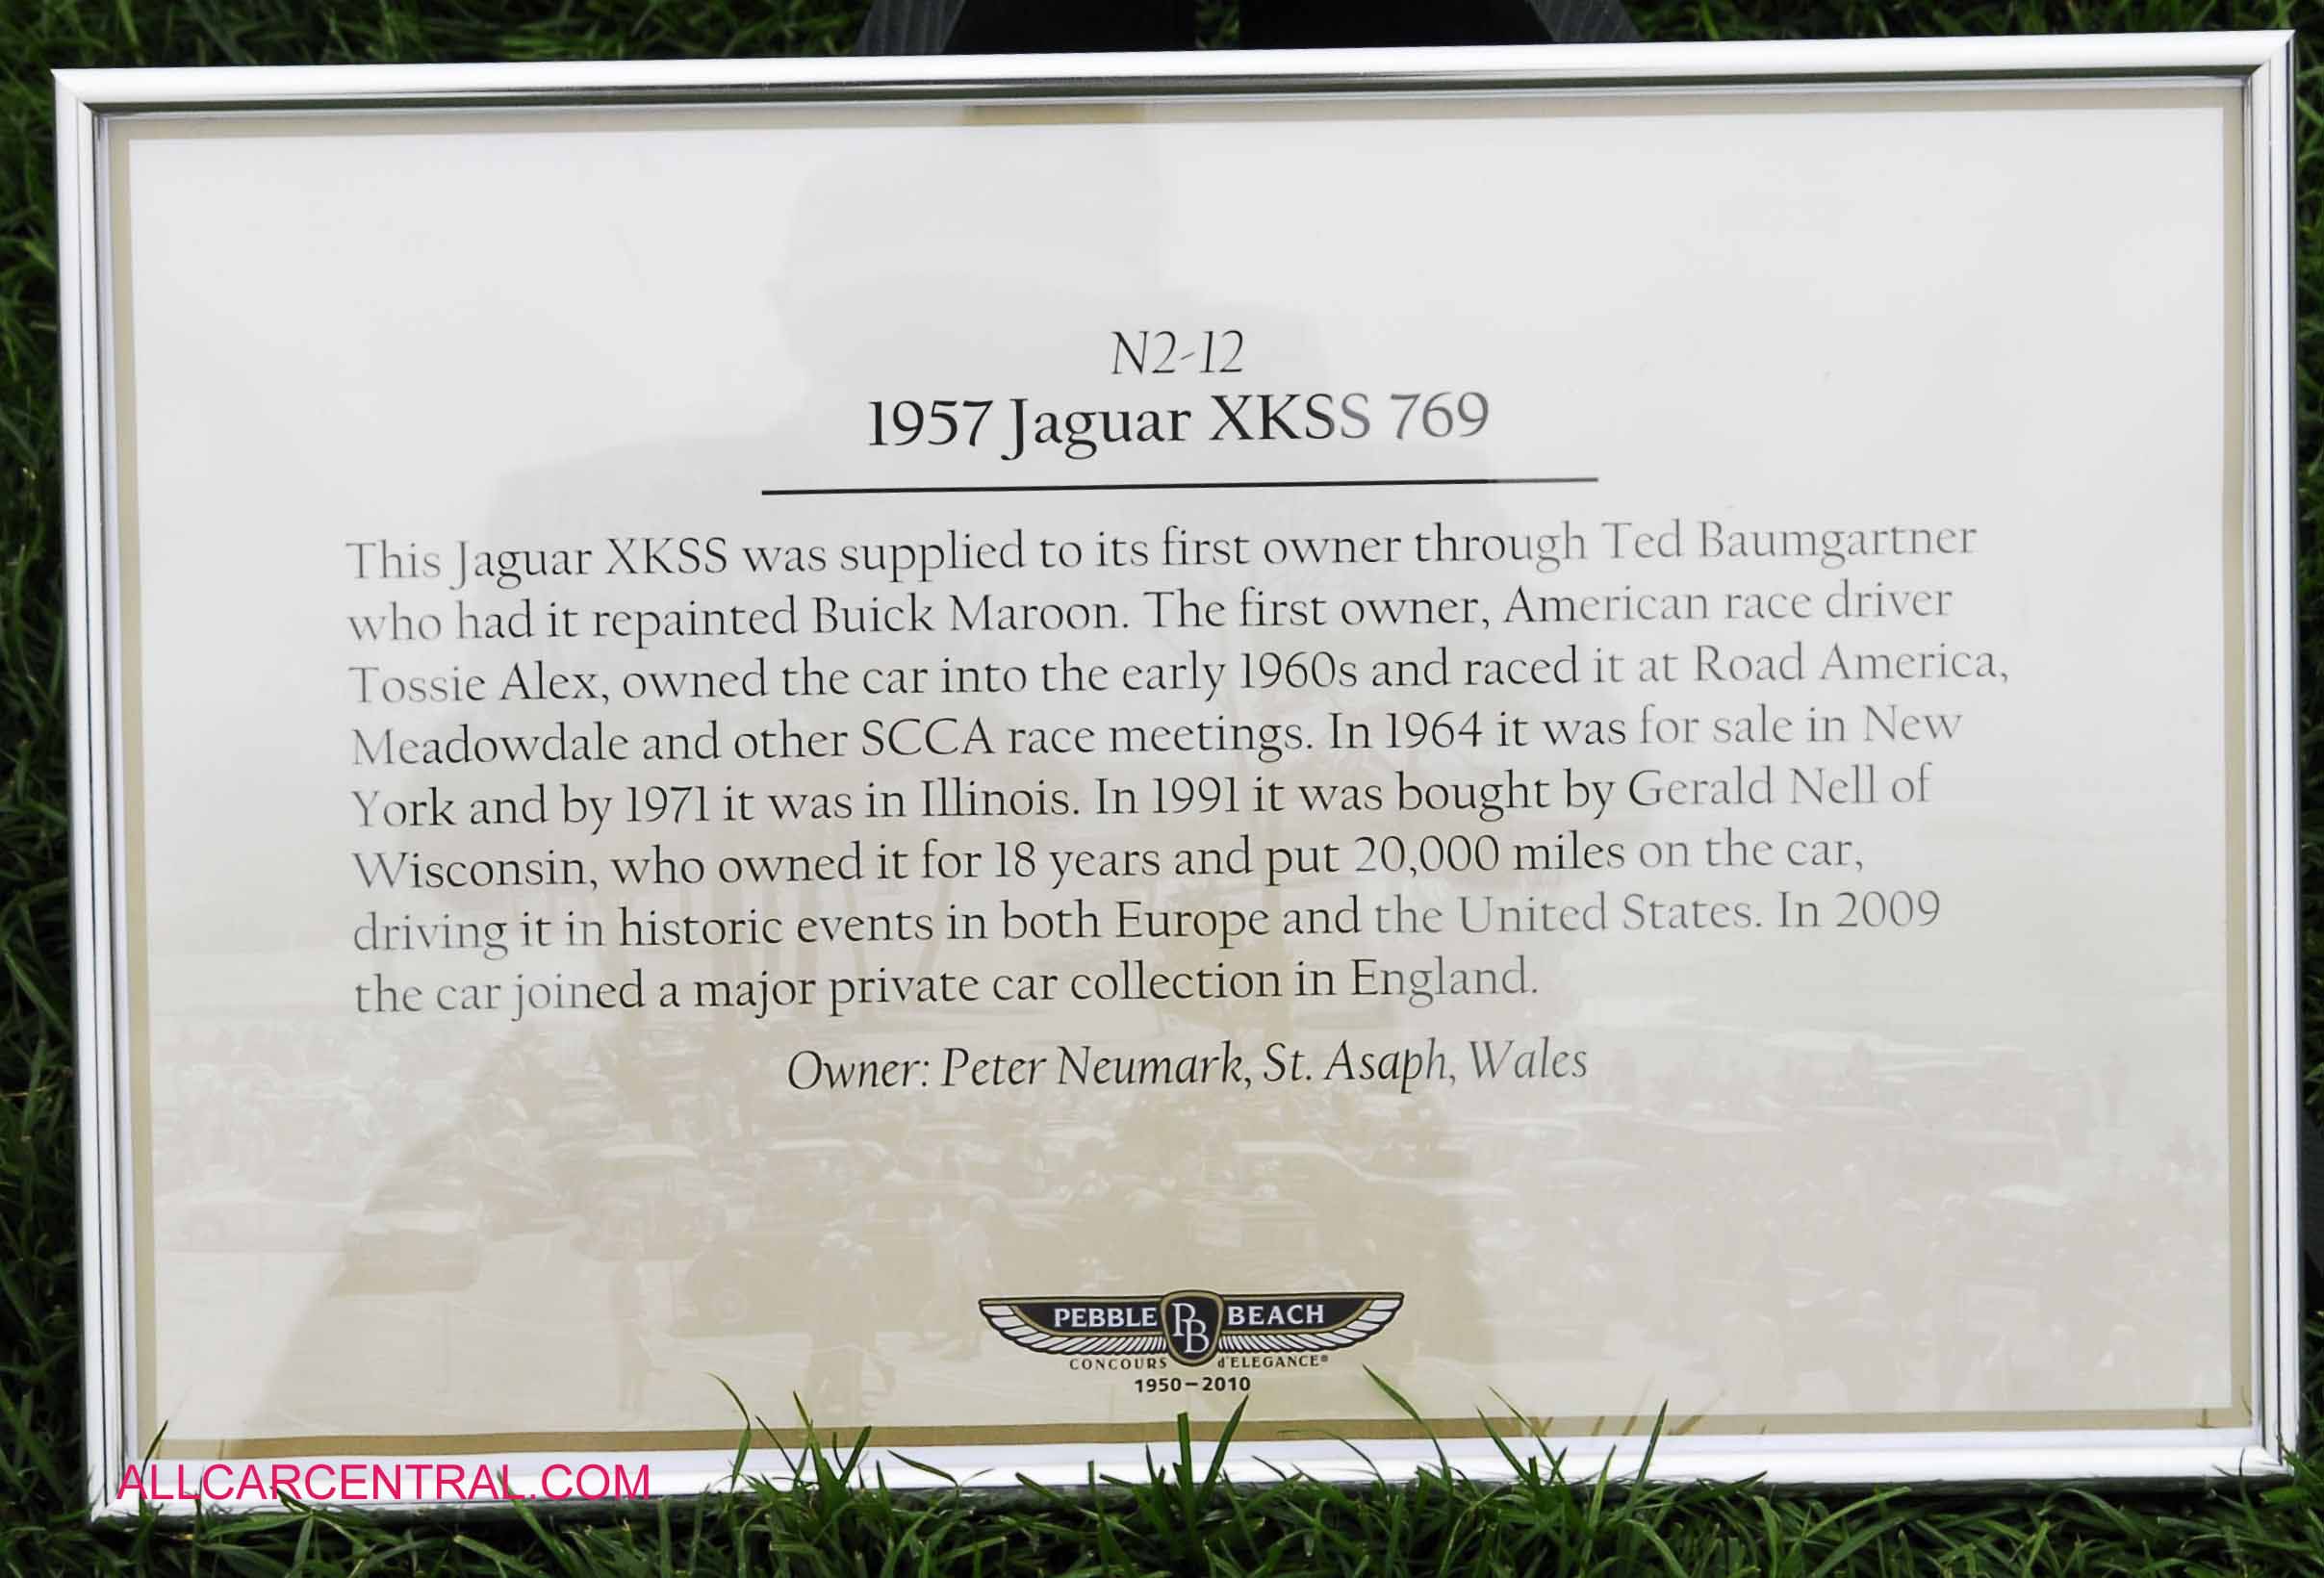 N2-12
1957 Jaguar XKSS 769
This Jaguar XKSS was supplied to its first owner through Ted Baumgartner
who had it repainted Buick Maroon. The first owner, American race driver
Tossie Alex, owned the car into the early 1960s and raced it at Road America,
Meadowdale and other SCCA race meetings. In 1964 it was for sale in New
York and by 1971 it was in Illinois. In 1991 it was bought by Gerald Nell of
Wisconsin, who owned it for 18 years and put 20,000 miles on the car,
driving it in historic events in both Europe and the United States. In 2009
the car joined a major private car collection in England.
Owner: Peter Neumark, St. Asaph, Wales
PEBBLE PB BEACH
CONCOURS d'ELEGANCE®
1950–2010
ALLCARCENTRAL.COM